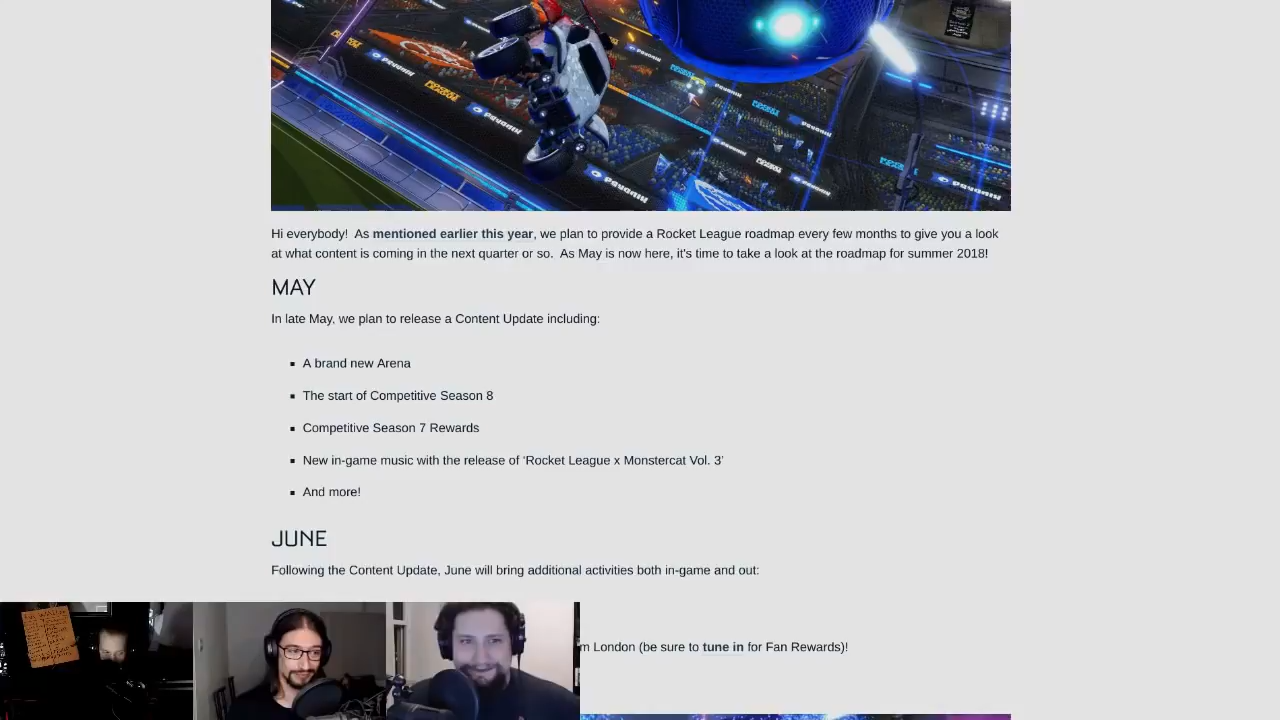 Hi everybody!  As mentioned earlier this year, we plan to provide a Rocket League roadmap every few months to give you a look
at what content is coming in the next quarter or so.  As May is now here, it's time to take a look at the roadmap for summer 2018!
MAY
In late May, we plan to release a Content Update including:
A brand new Arena
The start of Competitive Season 8
Competitive Season 7 Rewards
New in-game music with the release of ‘Rocket League x Monstercat Vol. 3’
And more!
JUNE
Following the Content Update, June will bring additional activities both in-game and out:
London (be sure to tune in for Fan Rewards)!